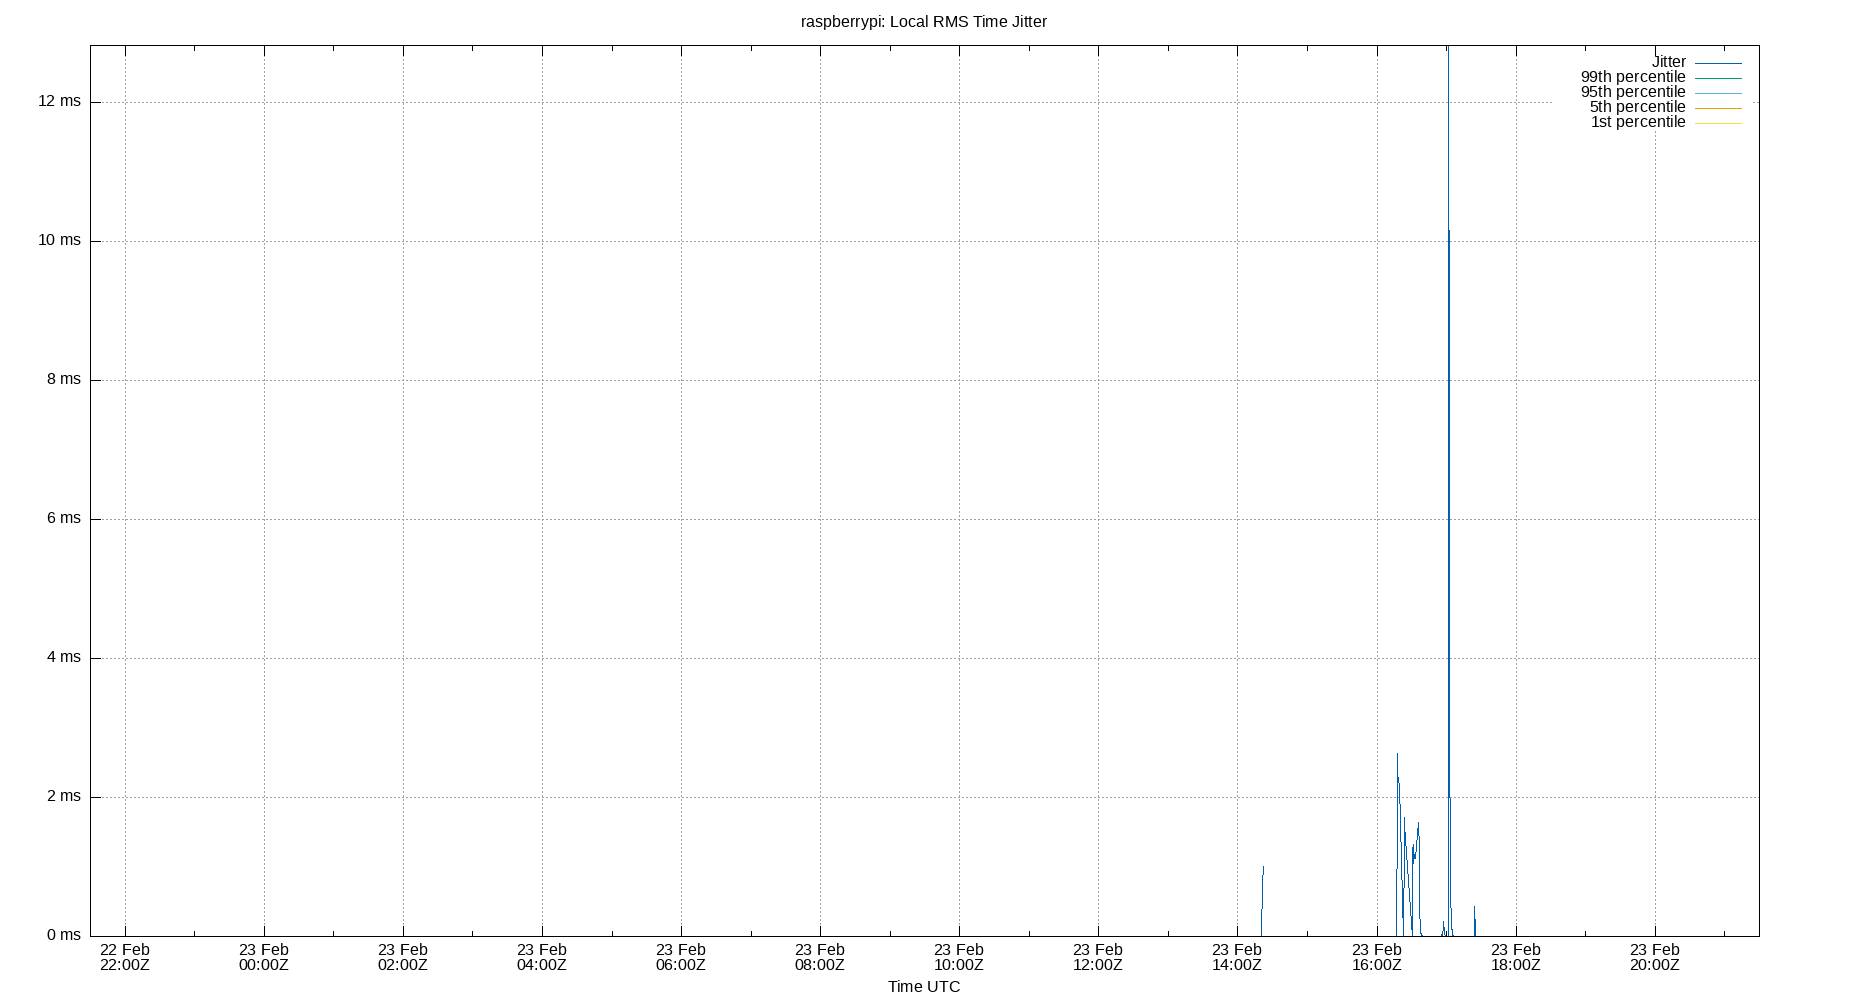 raspberrypi: Local RMS Time Jitter
Jitter
99th percentile
95th percentile
5th percentile
1st percentile
12 ms
10 ms
8 ms
6 ms
4 ms
2 ms
0 ms
22 Feb 23 Feb 23 Feb 23 Feb 23 Feb 23 Feb 23 Feb 23 Feb 23 Feb 23 Feb 23 Feb 23 Feb
22:00Z 00:00Z 02:00Z 04:00Z 06:00Z 08:00Z 10:00Z 12:00Z 14:00Z 16:00Z 18:00Z 20:00Z
Time UTC